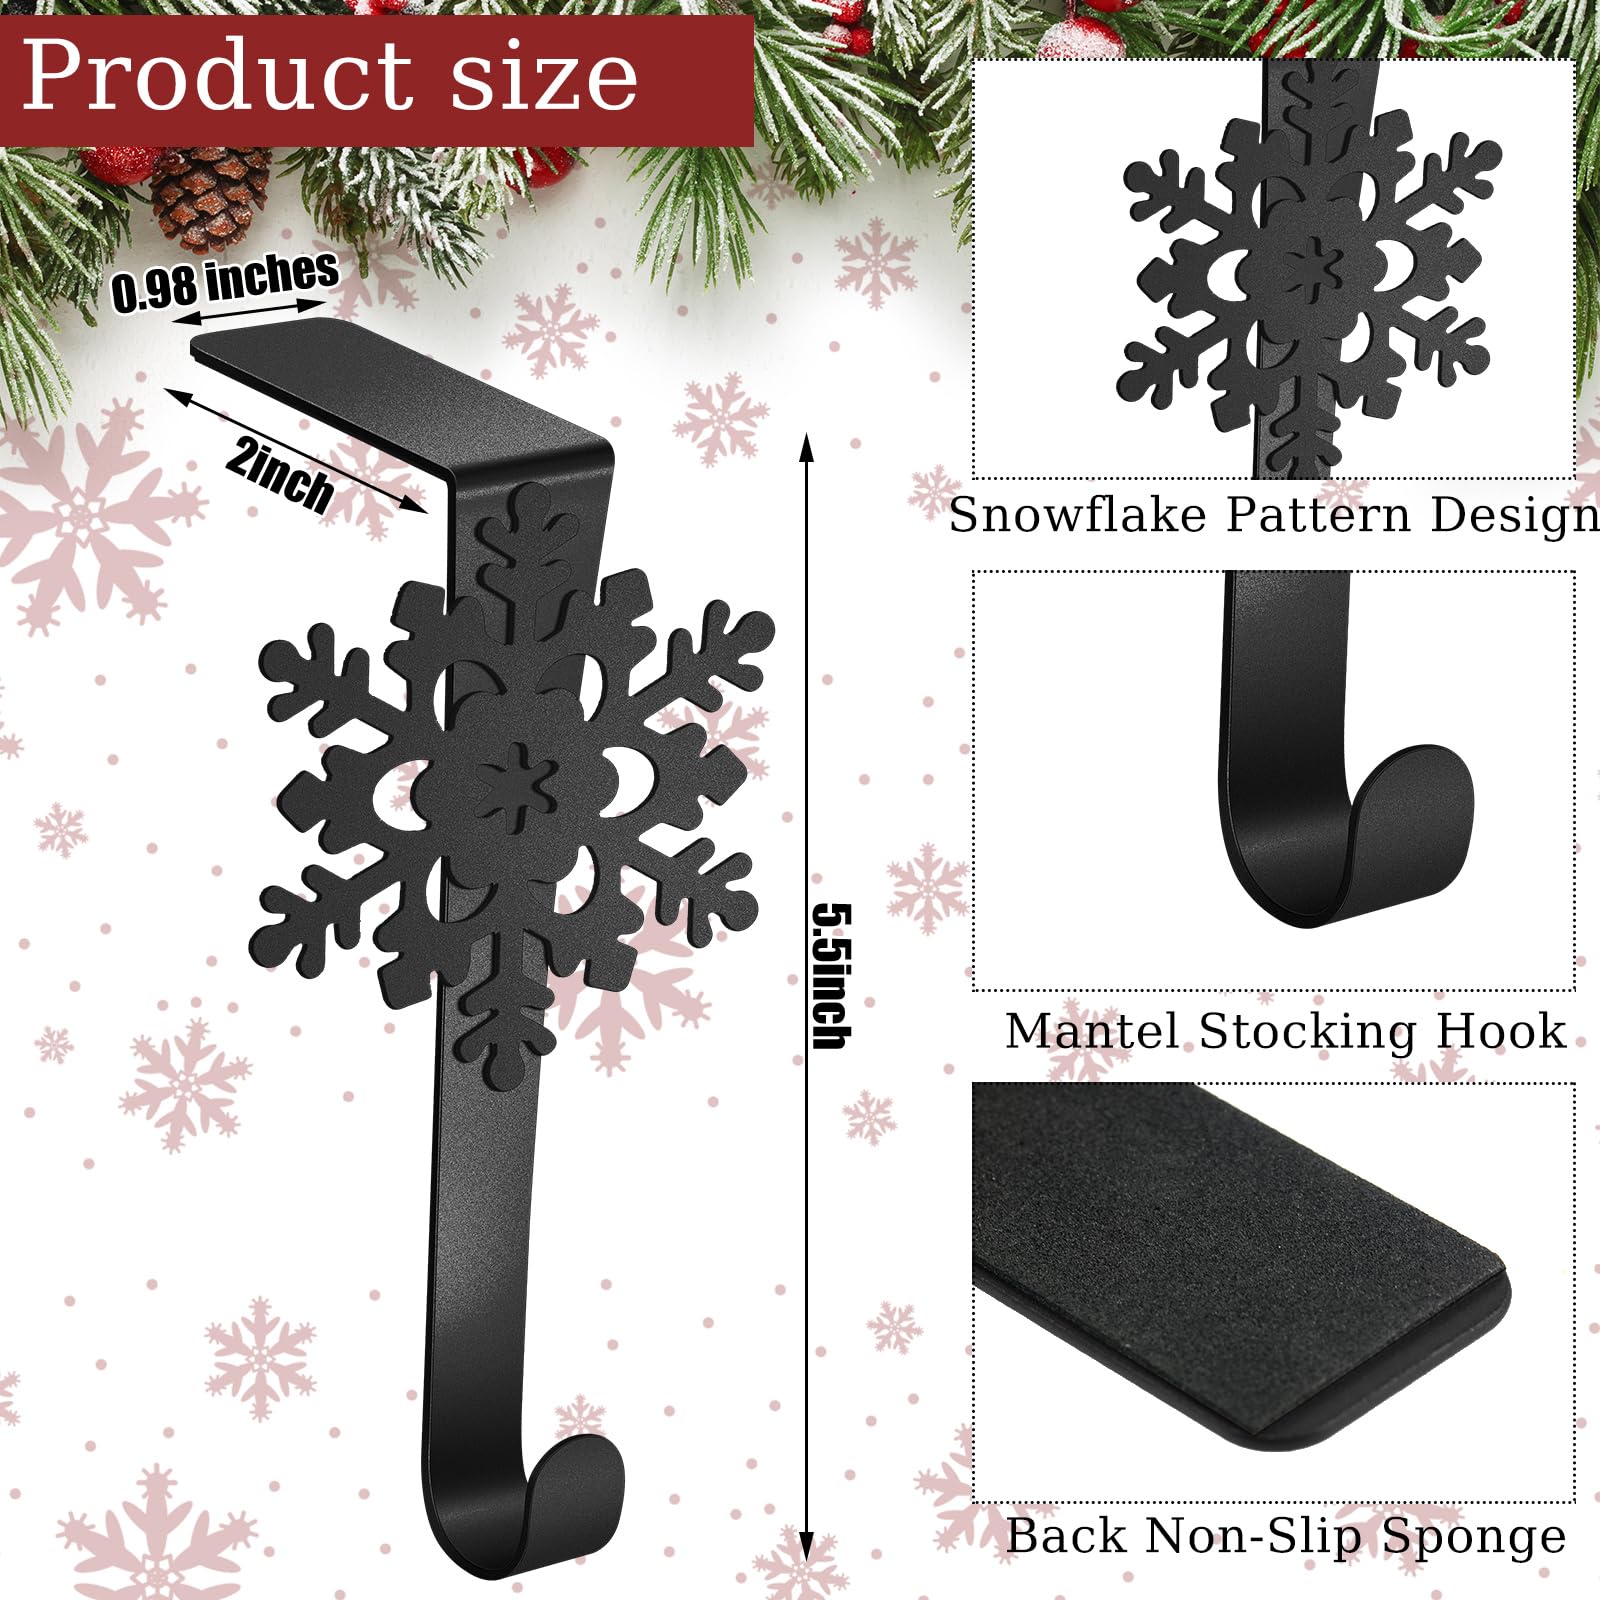 Product size
0.98 inches
2inch
5.5inch
Snowflake Pattern Design
Mantel Stocking Hook
Back Non-Slip Sponge